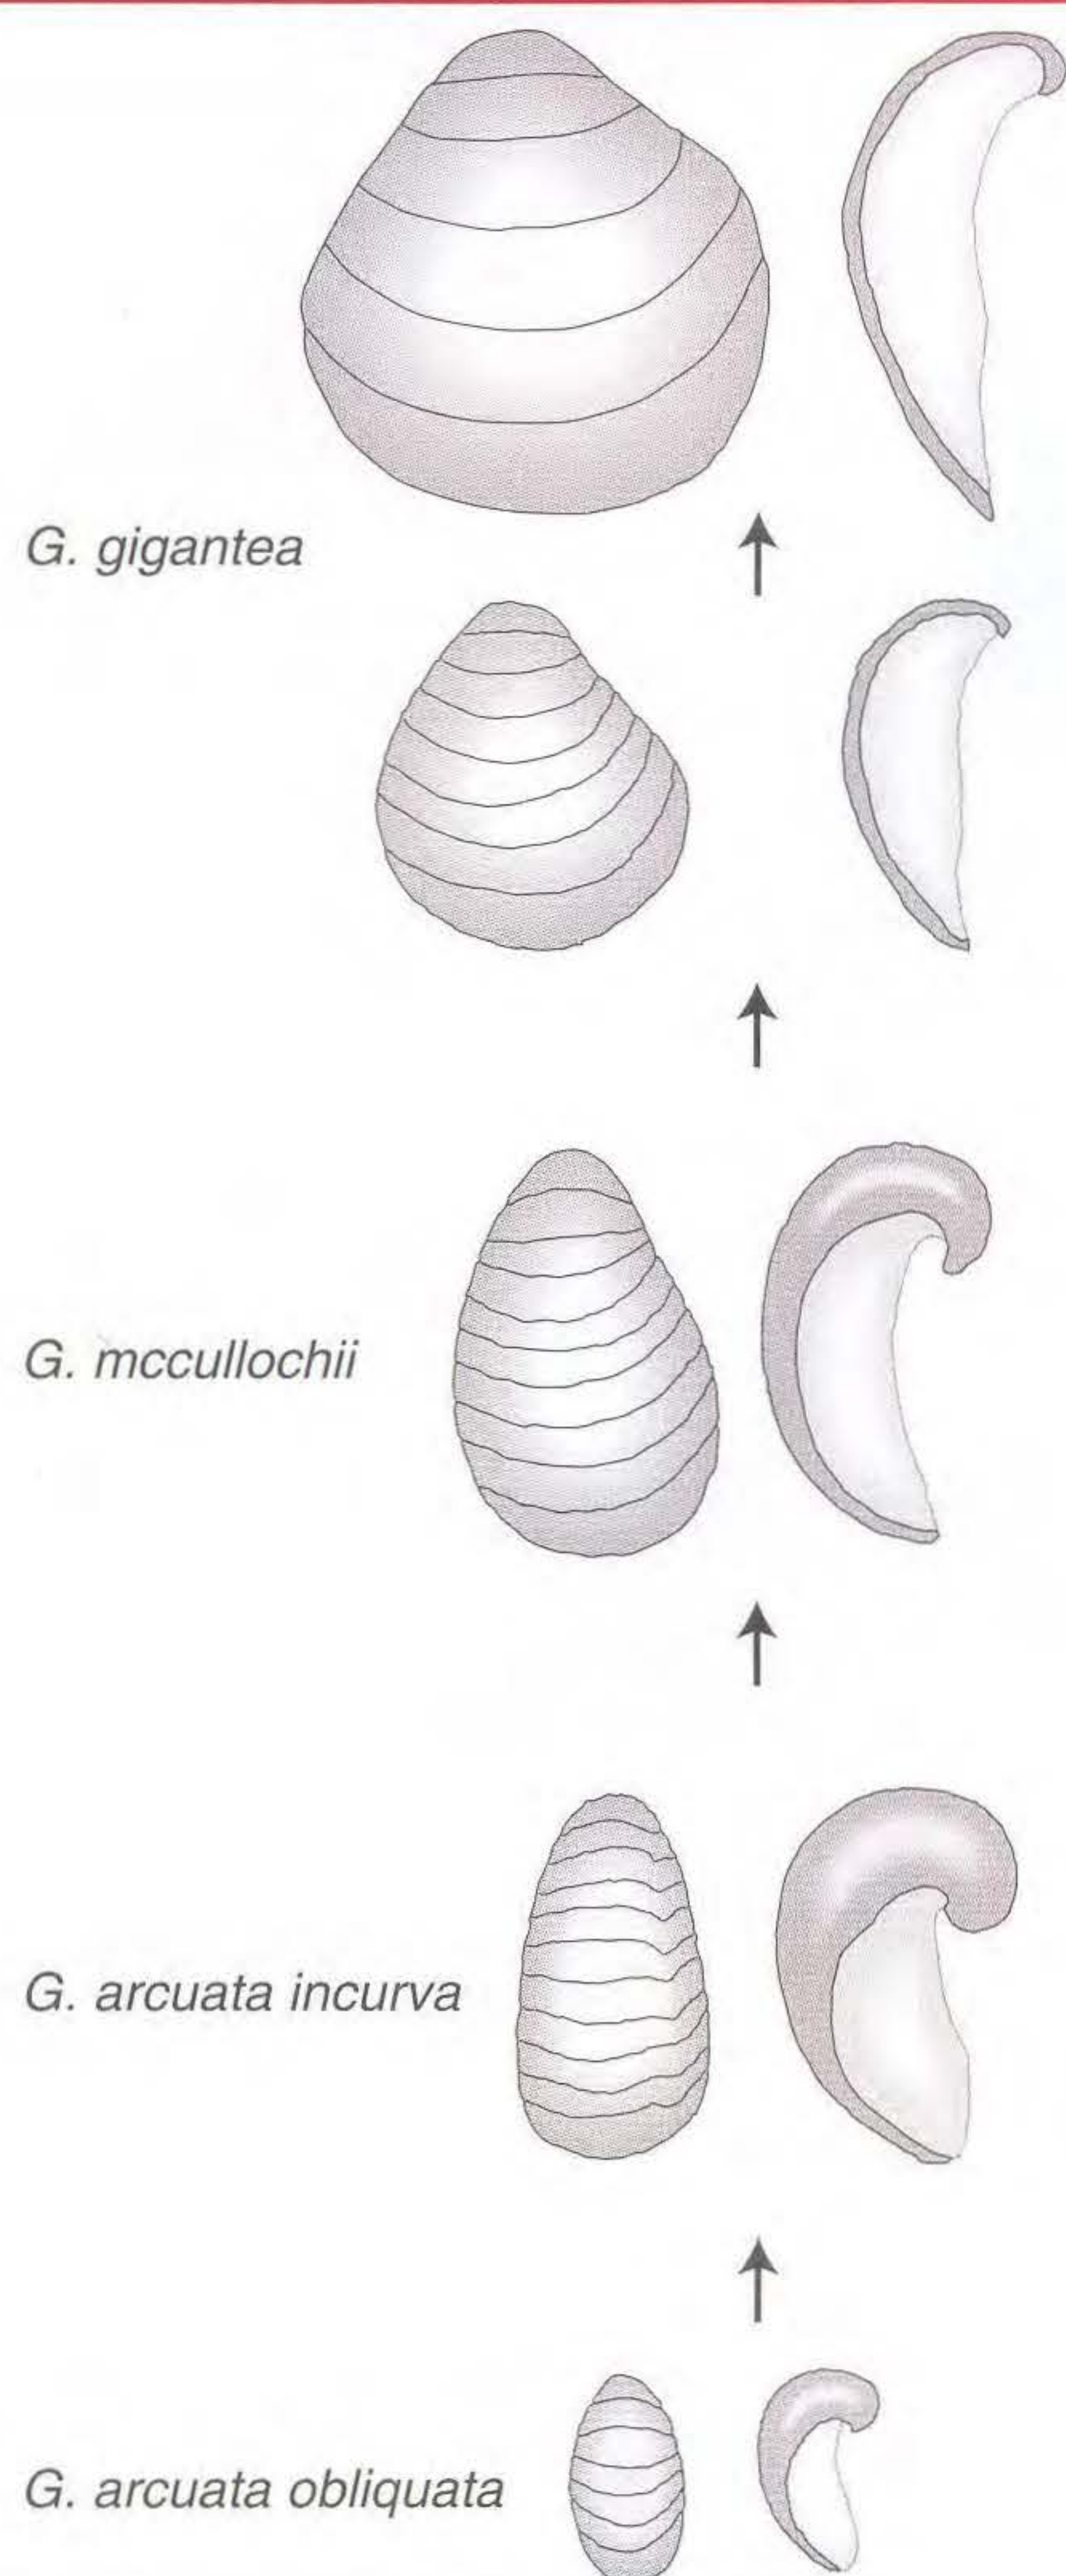 G. gigantea
G. mccullochii
G. arcuata incurva
G. arcuata obliquata